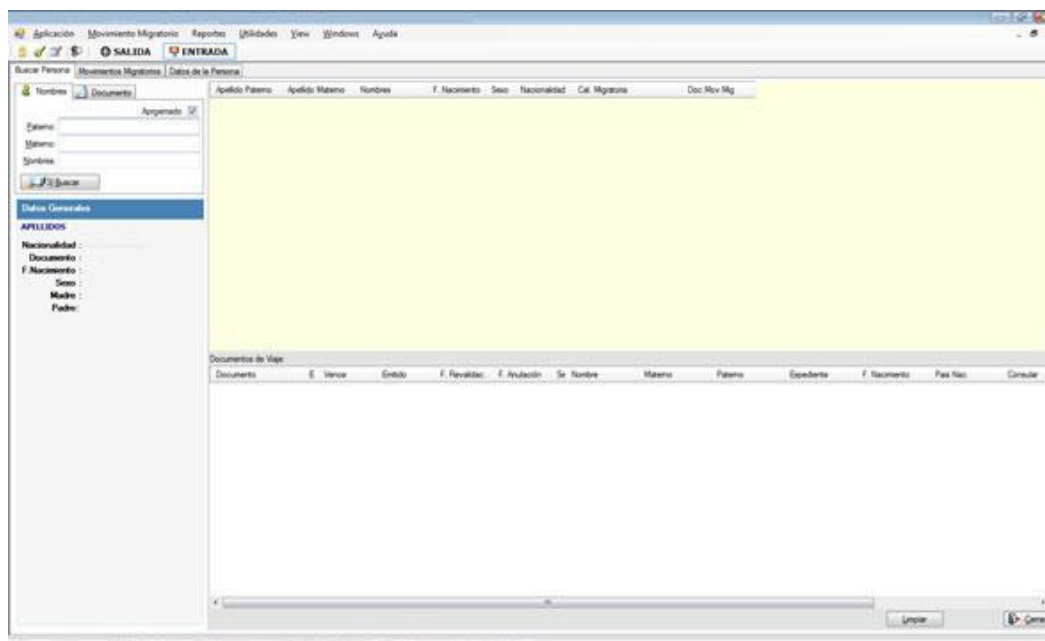 Aplicación Movimiento Migratorio Reportes Utilidades View Windows Ayuda
SALIDA ENTRADA
Buscar Persona Movimientos Migratorios Datos de la Persona
Nombres Documento
Apellido Paterno Apellido Materno Nombres F. Nacimiento Sexo Nacionalidad Cal. Migratoria Doc.Mov Mig
Paterno
Materno
Nombres
Buscar
Datos Generales
APELLIDOS
Nacionalidad :
Documento :
F.Nacimiento :
Sexo :
Madre :
Padre:
Documentos de Viaje
Documento E Vence Emitido F. Revalidac. F. Anulación Se Nombre Materno Paterno Expediente F. Nacimiento Pais Nac. Consular
Limpiar